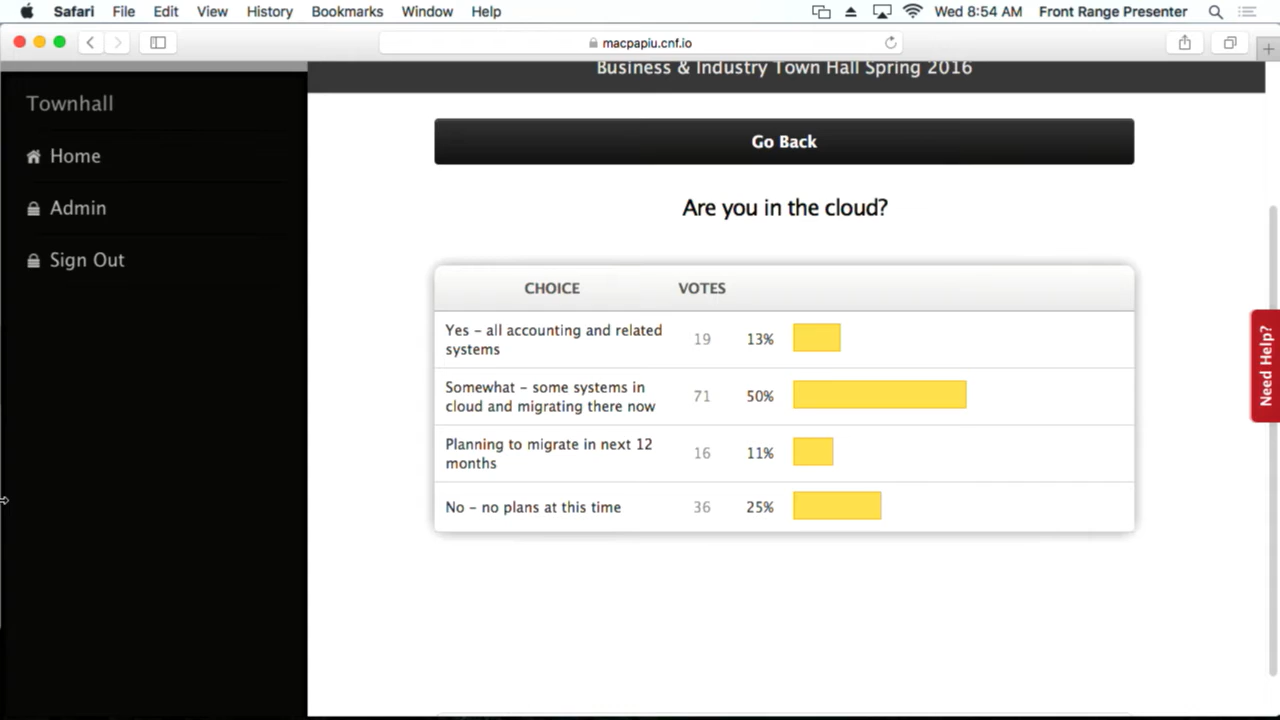 Safari File Edit View History Bookmarks Window Help Wed 8:54 AM Front Range Presenter
macpapiu.cnf.io
Business & Industry Town Hall Spring 2016
Townhall
Home
Admin
Sign Out
Go Back
Are you in the cloud?
CHOICE VOTES
Yes – all accounting and related
systems
19 13%
Somewhat – some systems in
cloud and migrating there now
71 50%
Planning to migrate in next 12
months
16 11%
No – no plans at this time 36 25%
Need Help?